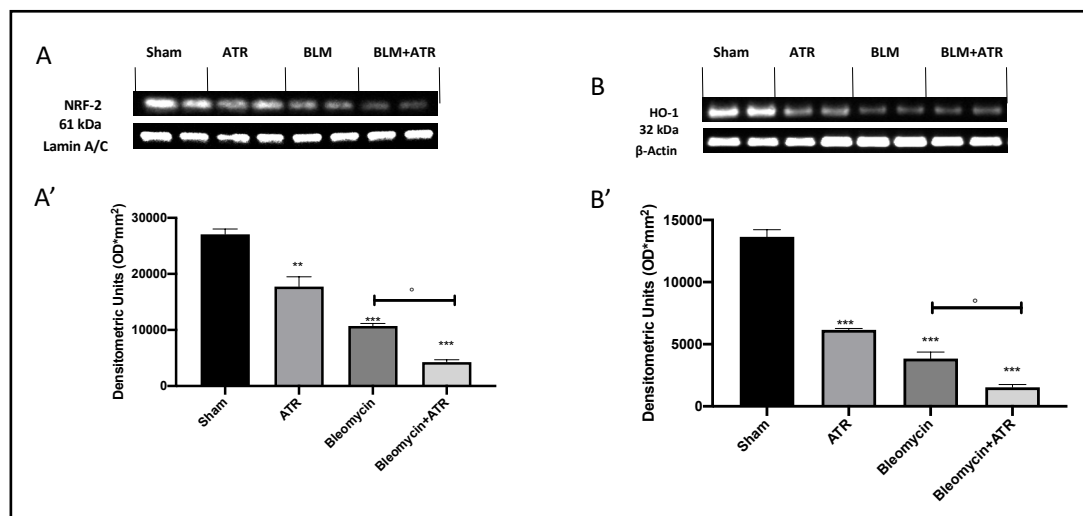 A
Sham ATR BLM BLM+ATR
NRF-2
61 kDa
Lamin A/C
A’
Densitometric Units (OD*mm²)
30000
20000
10000
0
**
***
°
***
Sham
ATR
Bleomycin
Bleomycin+ATR
B
Sham ATR BLM BLM+ATR
HO-1
32 kDa
β-Actin
B’
Densitometric Units (OD*mm²)
15000
10000
5000
0
***
***
°
***
Sham
ATR
Bleomycin
Bleomycin+ATR